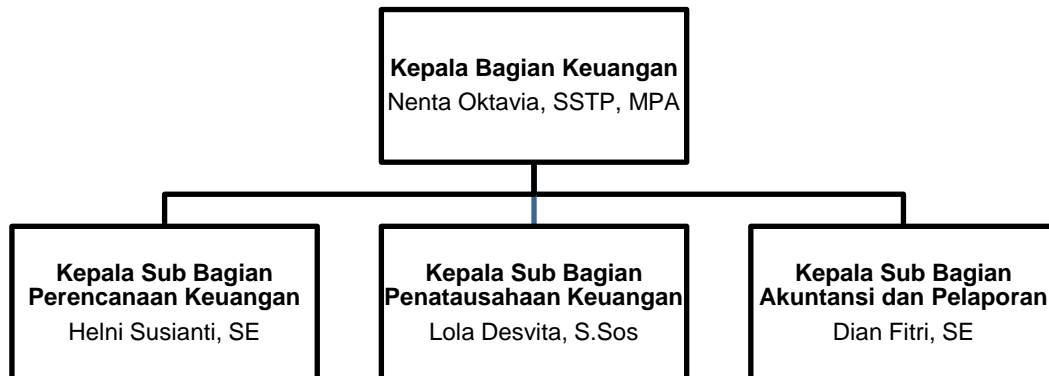 Kepala Bagian Keuangan
Nenta Oktavia, SSTP, MPA
Kepala Sub Bagian
Perencanaan Keuangan
Helni Susianti, SE
Kepala Sub Bagian
Penatausahaan Keuangan
Lola Desvita, S.Sos
Kepala Sub Bagian
Akuntansi dan Pelaporan
Dian Fitri, SE